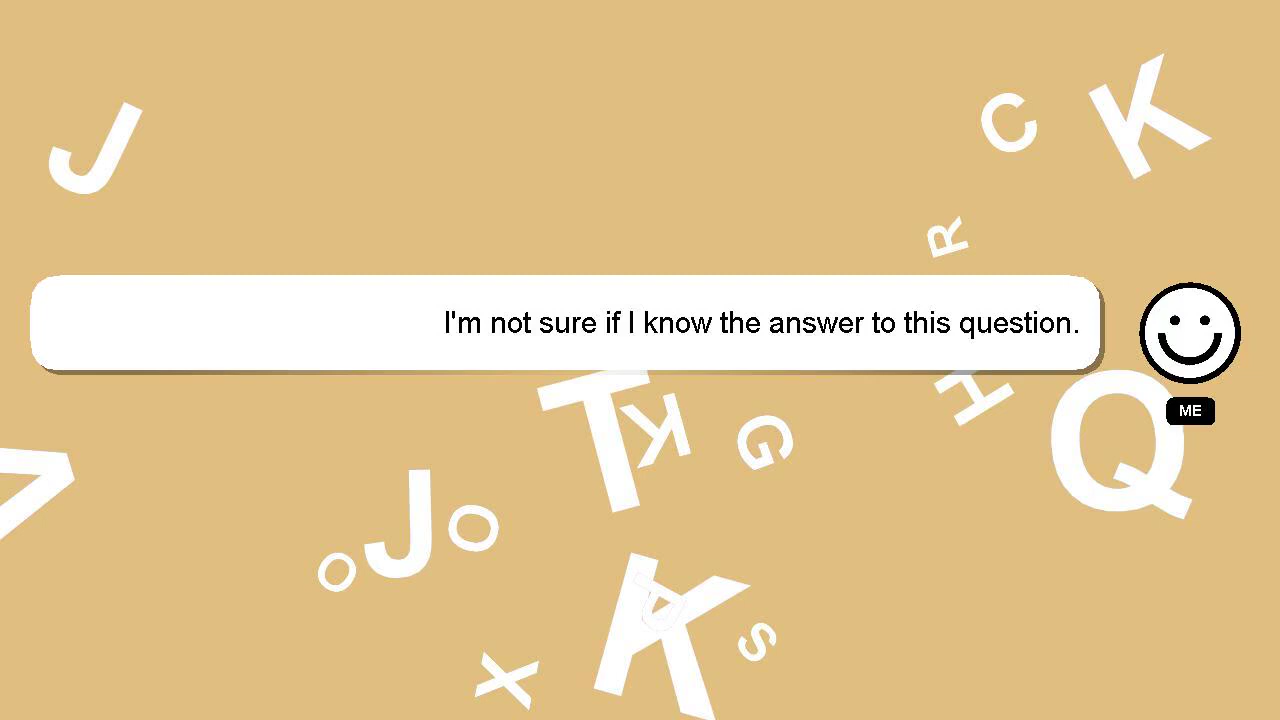 J
C
K
R
I'm not sure if I know the answer to this question.
ME
H
Q
T
K
G
J
O
O
K
P
S
X